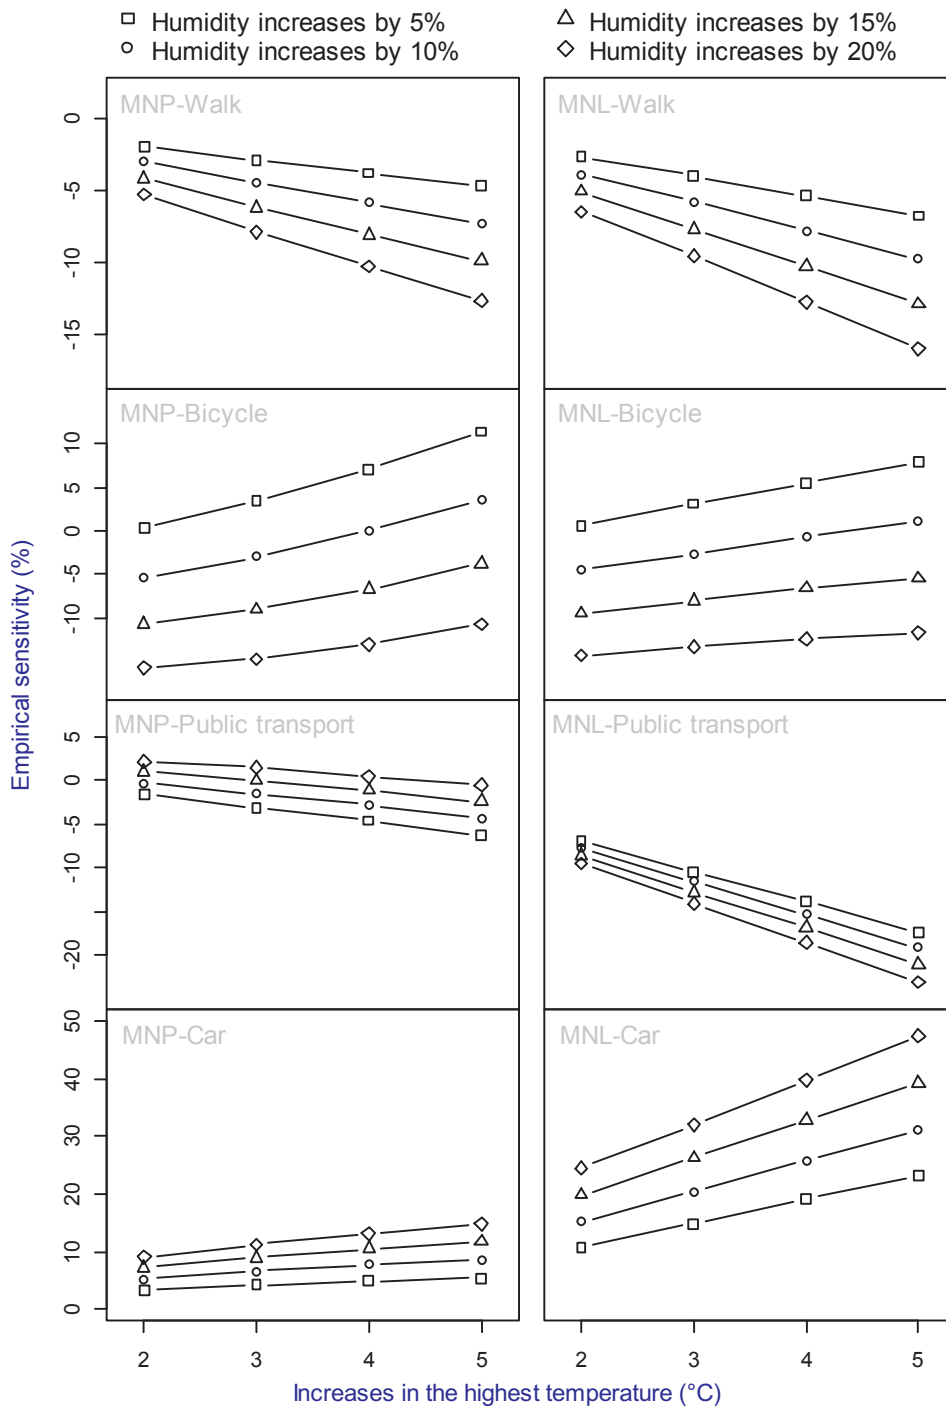 Humidity increases by 5%
Humidity increases by 10%
Humidity increases by 15%
Humidity increases by 20%
MNP-Walk
MNL-Walk
0
-5
-10
-15
MNP-Bicycle
MNL-Bicycle
10
5
0
-5
-10
MNP-Public transport
MNL-Public transport
5
0
-5
-10
-20
MNP-Car
MNL-Car
50
40
30
20
10
0
Empirical sensitivity (%)
2 3 4 5
2 3 4 5
Increases in the highest temperature (°C)